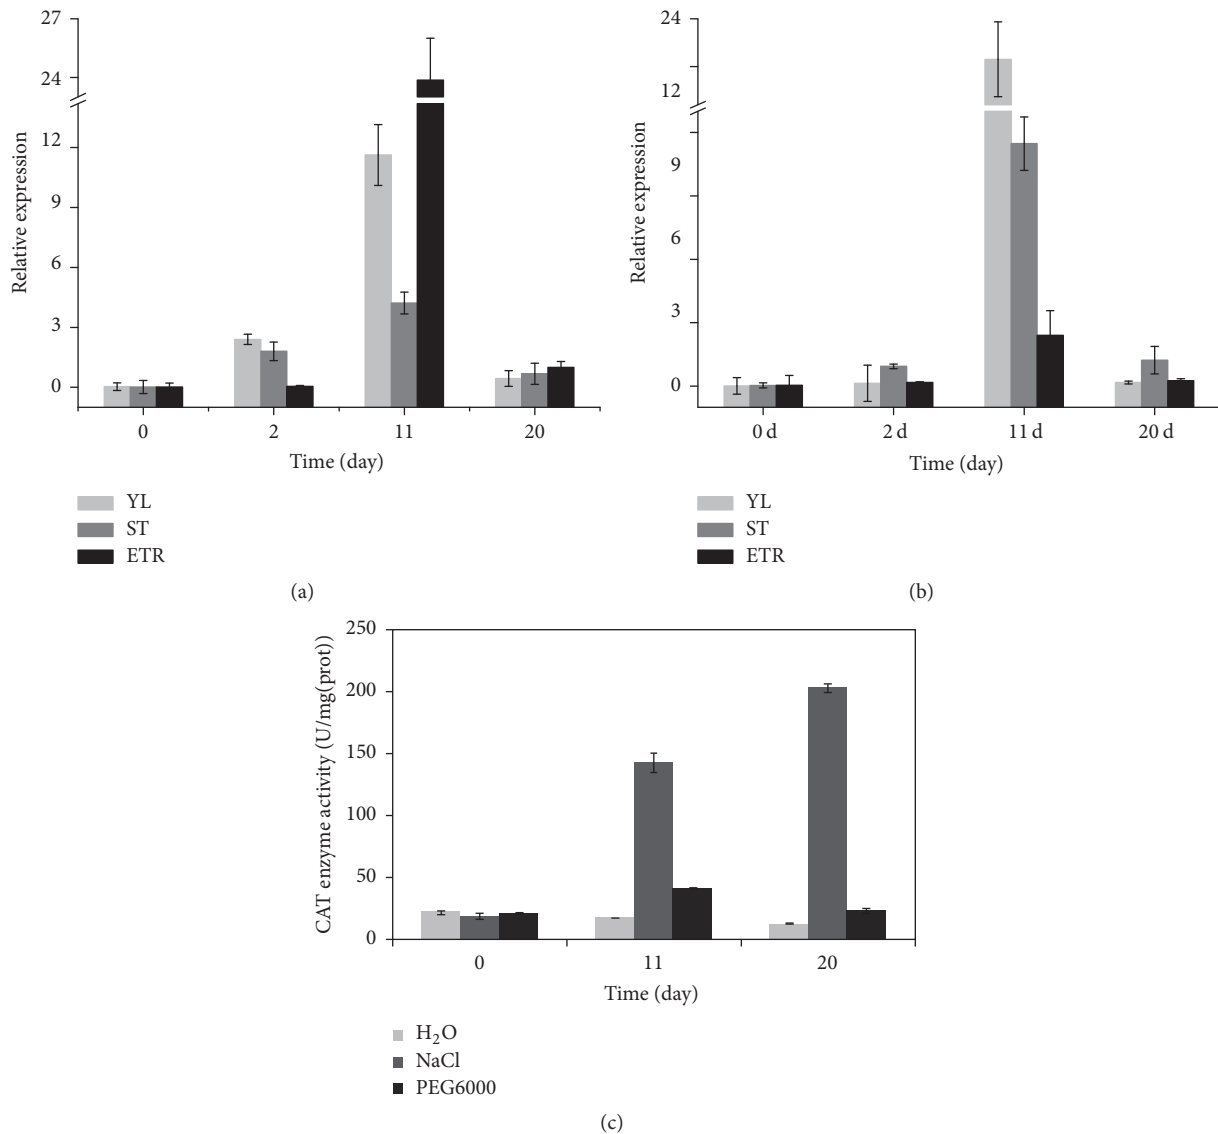 27
24
12
9
6
3
0
Relative expression
0 2 11 20
Time (day)
YL
ST
ETR
(a)
24
12
9
6
3
0
Relative expression
0 d 2 d 11 d 20 d
Time (day)
YL
ST
ETR
(b)
250
200
150
100
50
0
CAT enzyme activity (U/mg(prot))
0 11 20
Time (day)
H₂O
NaCl
PEG6000
(c)